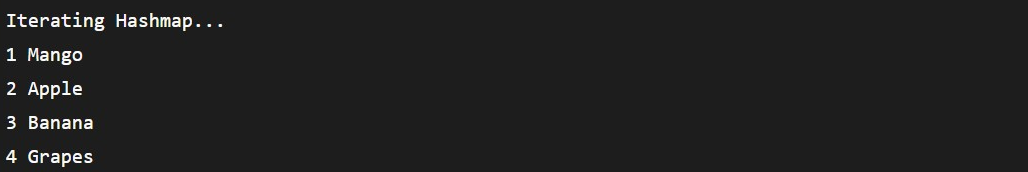 Iterating Hashmap...
1 Mango
2 Apple
3 Banana
4 Grapes